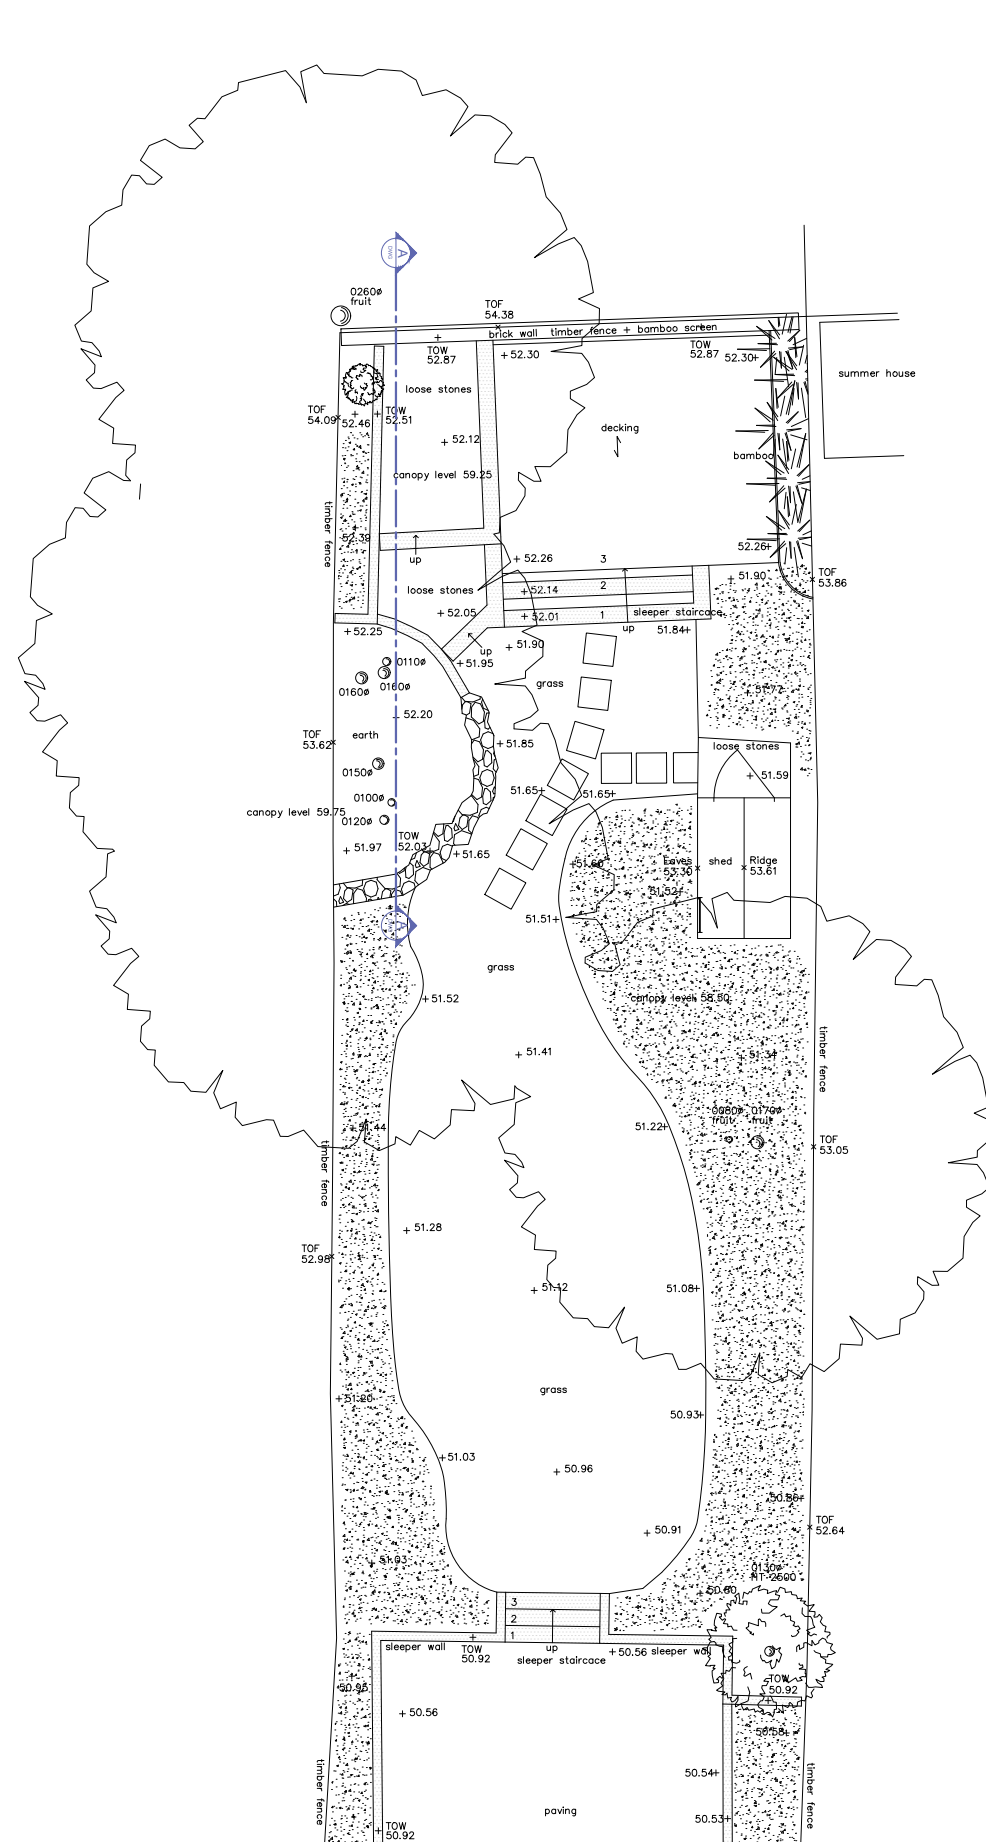 A
DWG
0260ø
fruit
TOF
54.38
brick wall
timber fence + bamboo screen
TOW
52.87
52.30
TOW
52.87
52.30
summer house
loose stones
TOF
54.09
52.46
TOW
52.51
52.12
decking
bamboo
canopy level 59.25
timber fence
52.39
up
52.26
3
52.26
51.90
TOF
53.86
loose stones
2
52.14
52.05
52.01
1
sleeper staircace
up
51.84
52.25
51.90
up
51.95
0110ø
0160ø
0160ø
grass
51.77
52.20
earth
TOF
53.62
51.85
loose stones
0150ø
51.59
51.65
51.65
0100ø
canopy level 59.75
0120ø
TOW
52.03
51.97
51.65
51.60
Eaves
53.30
shed
Ridge
53.61
51.52
51.51
A
grass
51.52
canopy level 58.50
51.41
51.34
timber fence
0080ø
fruit
0170ø
fruit
51.44
51.22
TOF
53.05
timber fence
51.28
TOF
52.98
51.12
51.08
grass
51.20
50.93
51.03
50.96
50.86
50.91
TOF
52.64
51.03
0130ø
HT 2500
50.80
3
2
1
sleeper wall
TOW
50.92
up
sleeper staircace
50.56
sleeper wall
50.95
TOW
50.92
50.56
50.58
timber fence
50.54
timber fence
paving
50.53
TOW
50.92